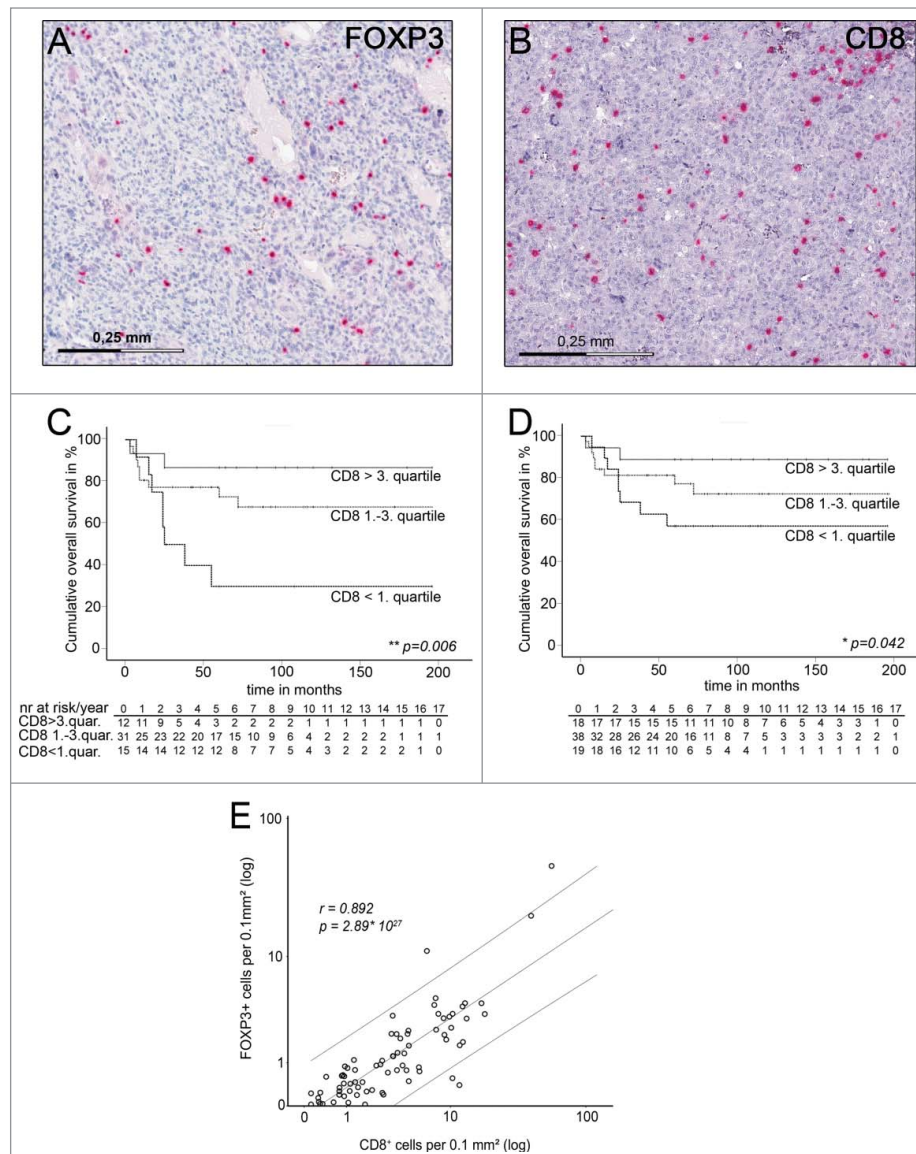 A
FOXP3
0,25 mm
B
CD8
0,25 mm
C
Cumulative overall survival in %
100
80
60
40
20
0
CD8 > 3. quartile
CD8 1.-3. quartile
CD8 < 1. quartile
** p=0.006
0 50 100 150 200
time in months
nr at risk/year 0 1 2 3 4 5 6 7 8 9 10 11 12 13 14 15 16 17
CD8>3.quar. 12 11 9 5 4 3 2 2 2 2 1 1 1 1 1 1 1 0
CD8 1.-3.quar. 31 25 23 22 20 17 15 10 9 6 4 2 2 2 2 1 1 1
CD8<1.quar. 15 14 14 12 12 12 8 7 7 5 4 3 2 2 2 1 1 0
D
Cumulative overall survival in %
100
80
60
40
20
0
CD8 > 3. quartile
CD8 1.-3. quartile
CD8 < 1. quartile
* p=0.042
0 50 100 150 200
time in months
0 1 2 3 4 5 6 7 8 9 10 11 12 13 14 15 16 17
18 17 17 15 15 15 11 11 10 8 7 6 5 4 3 3 1 0
38 32 28 26 24 20 16 11 8 7 5 3 3 3 3 2 2 1
19 18 16 12 11 10 6 5 4 4 1 1 1 1 1 1 1 0
E
FOXP3+ cells per 0.1mm² (log)
100
10
1
0
r = 0.892
p = 2.89* 10²⁷
0 1 10 100
CD8⁺ cells per 0.1 mm² (log)